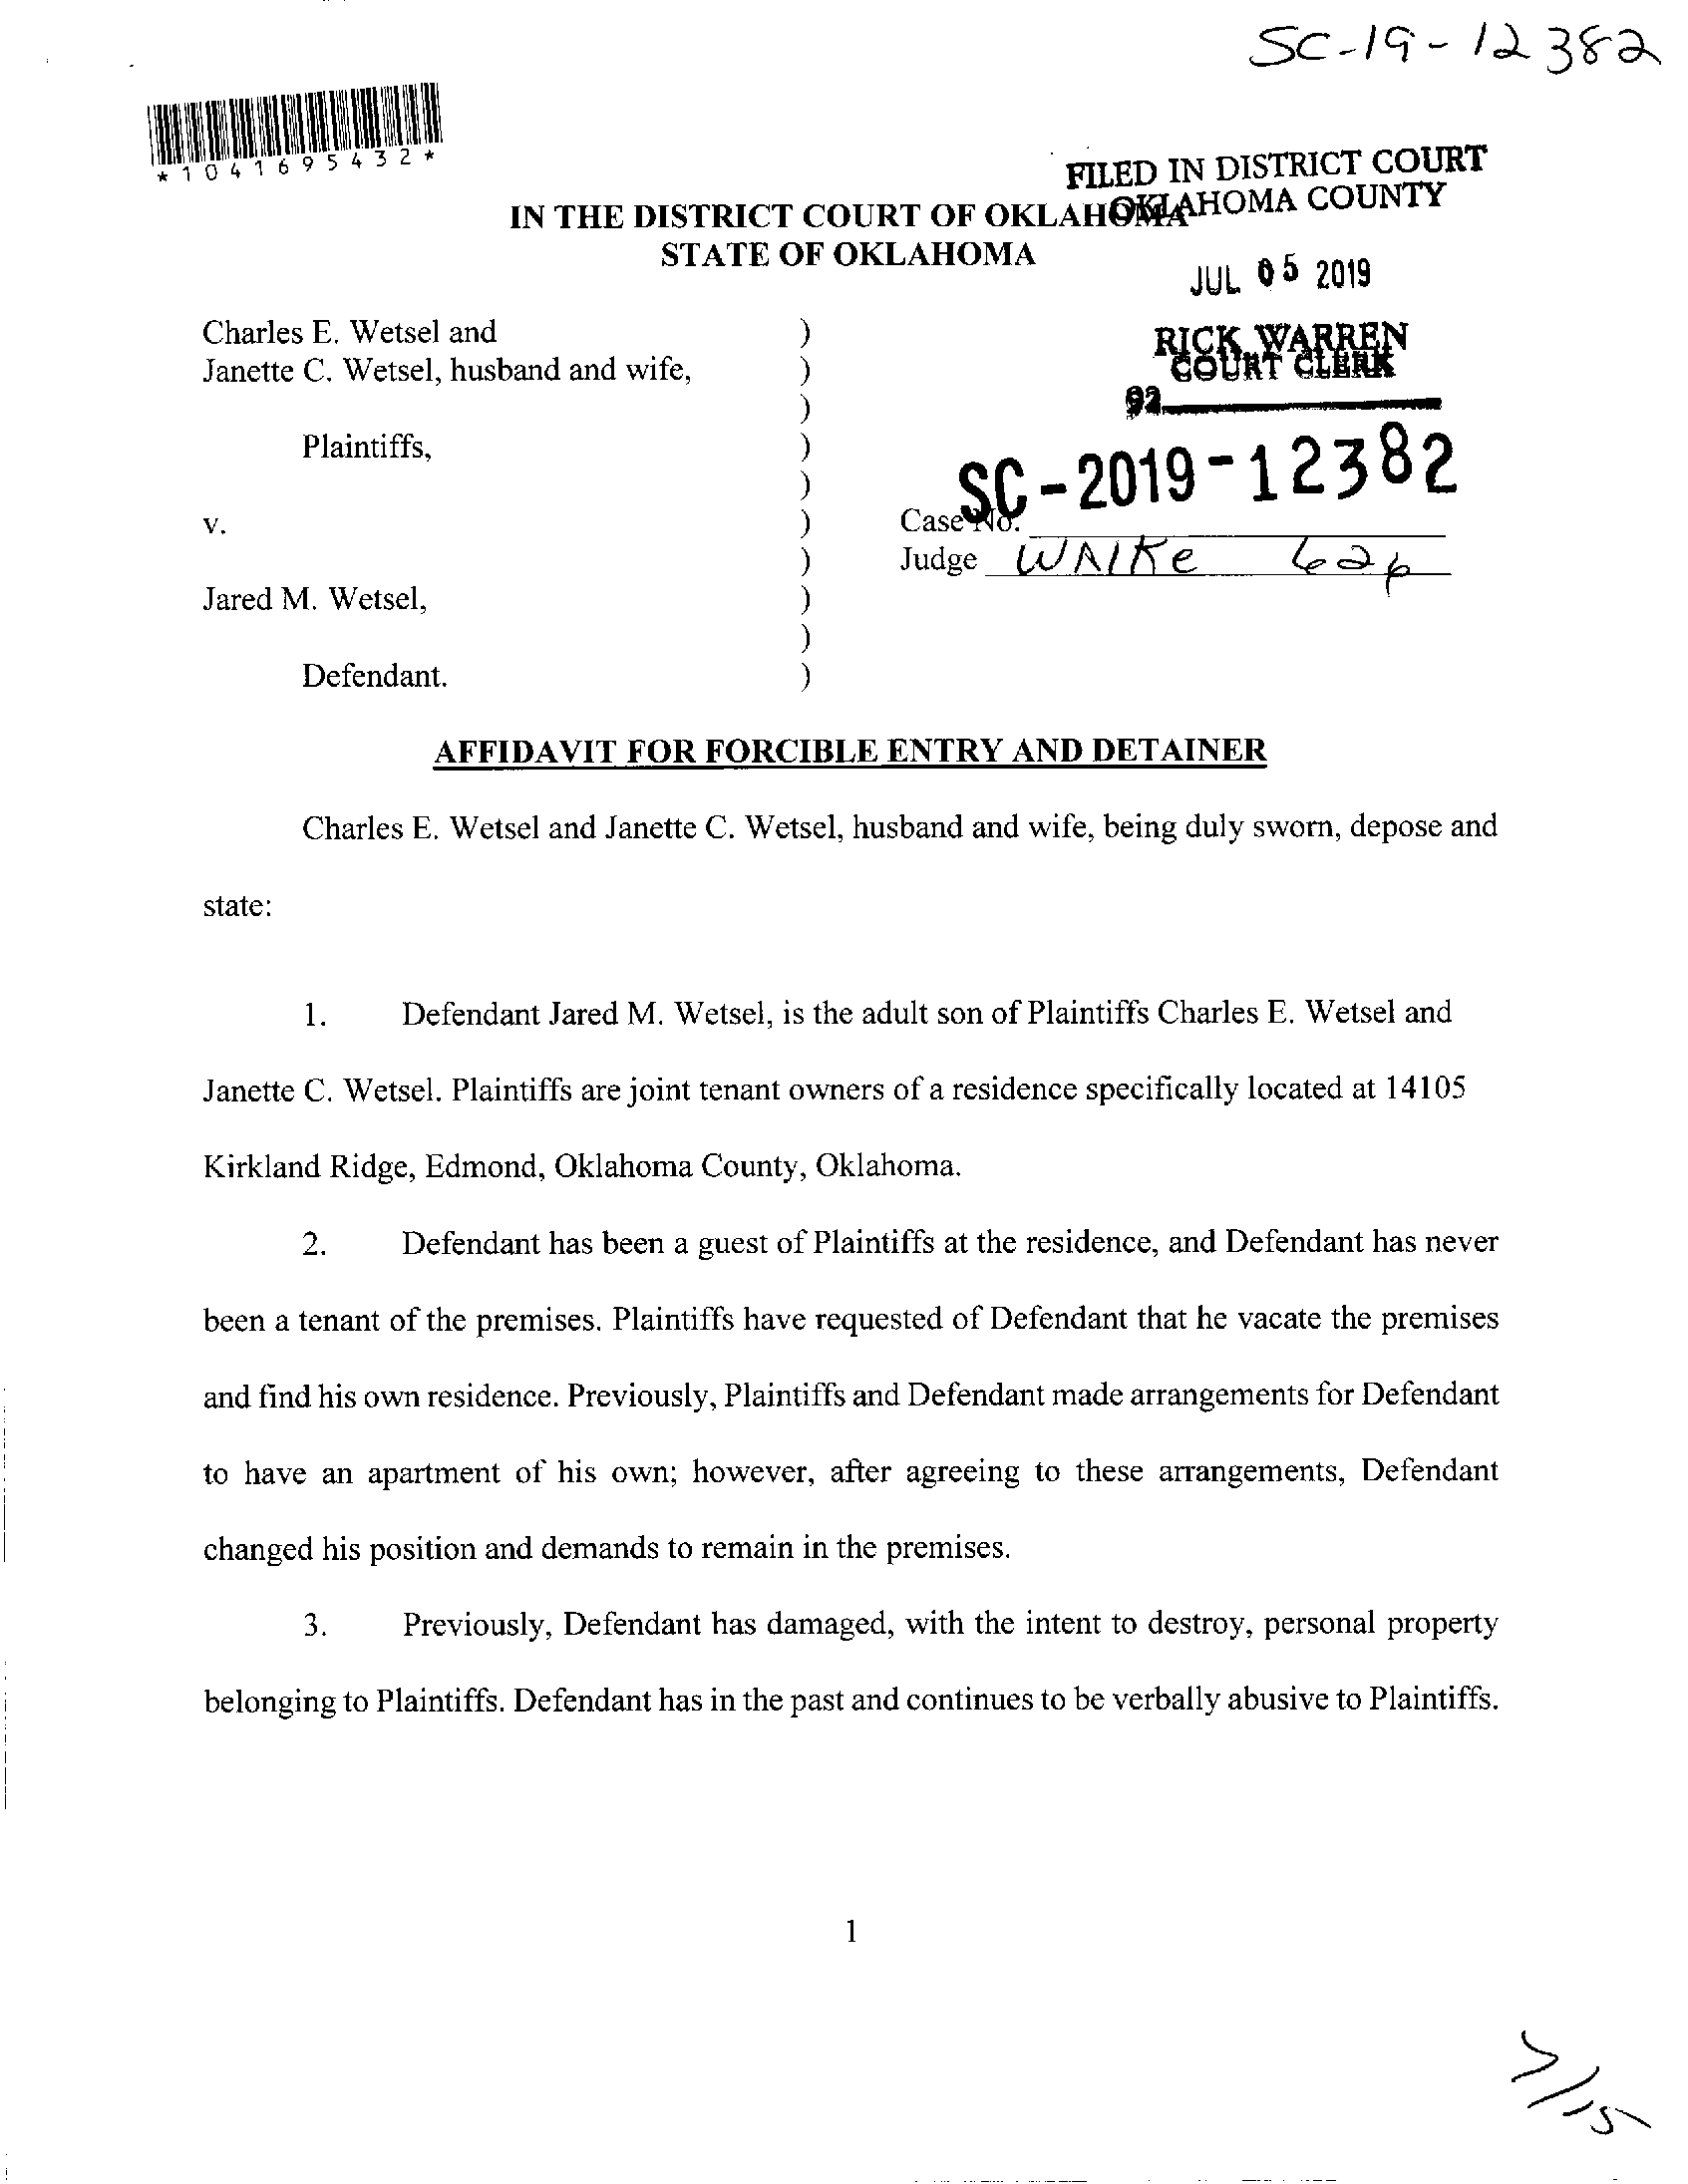 SC-19-12382
*1041695432*
FILED IN DISTRICT COURT
OKLAHOMA COUNTY
IN THE DISTRICT COURT OF OKLAHOMA
STATE OF OKLAHOMA
JUL 05 2019
Charles E. Wetsel and )
RICK WARREN
COURT CLERK
Janette C. Wetsel, husband and wife, )
)
92
Plaintiffs, )
)
SC-2019-12382
v. ) Case No.
) Judge WAlKe 626
Jared M. Wetsel, )
)
Defendant. )
AFFIDAVIT FOR FORCIBLE ENTRY AND DETAINER
Charles E. Wetsel and Janette C. Wetsel, husband and wife, being duly sworn, depose and
state:
1. Defendant Jared M. Wetsel, is the adult son of Plaintiffs Charles E. Wetsel and
Janette C. Wetsel. Plaintiffs are joint tenant owners of a residence specifically located at 14105
Kirkland Ridge, Edmond, Oklahoma County, Oklahoma.
2. Defendant has been a guest of Plaintiffs at the residence, and Defendant has never
been a tenant of the premises. Plaintiffs have requested of Defendant that he vacate the premises
and find his own residence. Previously, Plaintiffs and Defendant made arrangements for Defendant
to have an apartment of his own; however, after agreeing to these arrangements, Defendant
changed his position and demands to remain in the premises.
3. Previously, Defendant has damaged, with the intent to destroy, personal property
belonging to Plaintiffs. Defendant has in the past and continues to be verbally abusive to Plaintiffs.
1
7/15